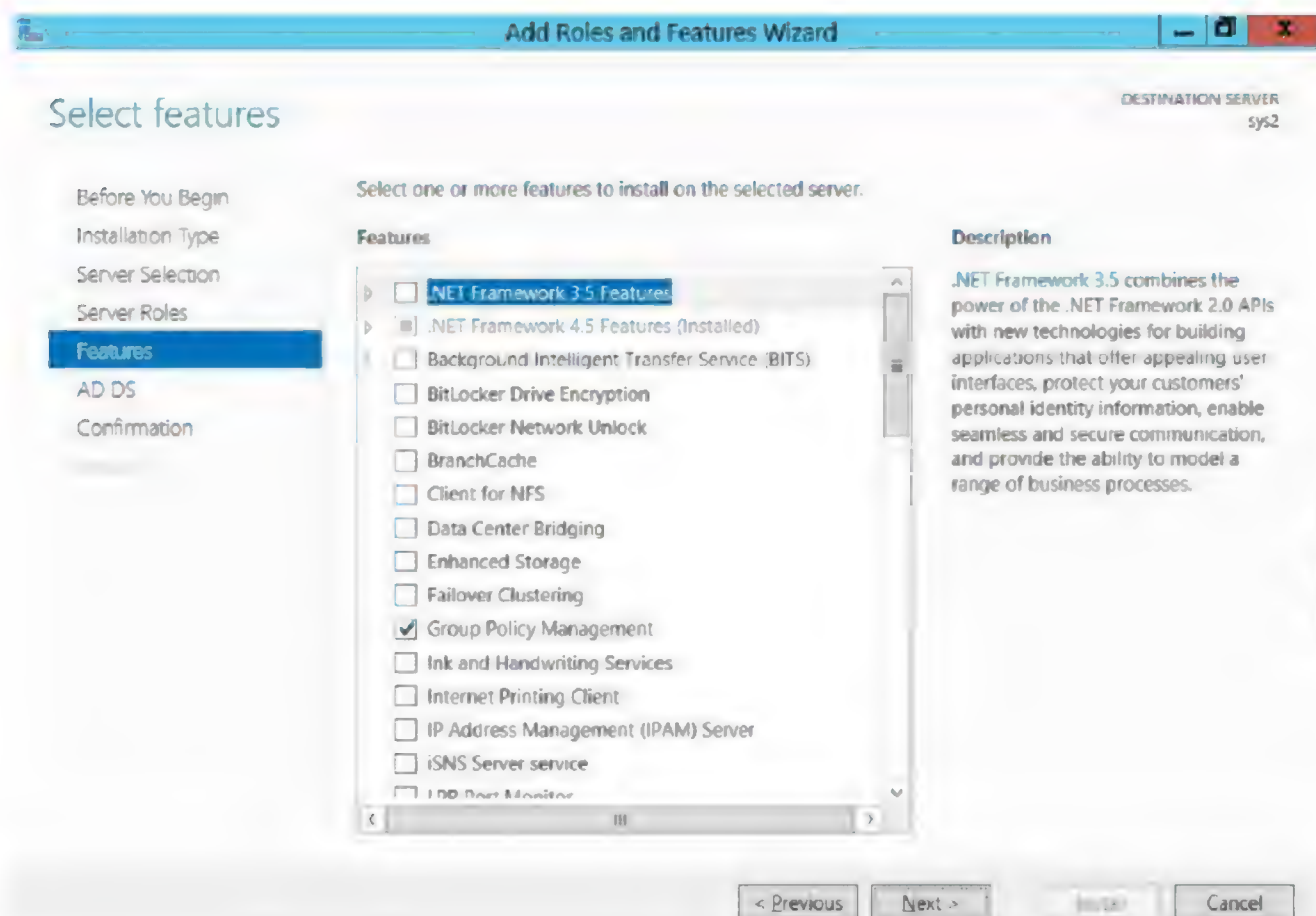 Add Roles and Features Wizard
Select features
DESTINATION SERVER
sys2
Before You Begin
Installation Type
Server Selection
Server Roles
Features
AD DS
Confirmation
Select one or more features to install on the selected server.
Features
.NET Framework 3.5 Features
.NET Framework 4.5 Features (Installed)
Background Intelligent Transfer Service (BITS)
BitLocker Drive Encryption
BitLocker Network Unlock
BranchCache
Client for NFS
Data Center Bridging
Enhanced Storage
Failover Clustering
Group Policy Management
Ink and Handwriting Services
Internet Printing Client
IP Address Management (IPAM) Server
iSNS Server service
LPR Port Monitor
Description
.NET Framework 3.5 combines the
power of the .NET Framework 2.0 APIs
with new technologies for building
applications that offer appealing user
interfaces, protect your customers'
personal identity information, enable
seamless and secure communication,
and provide the ability to model a
range of business processes.
< Previous
Next >
Install
Cancel